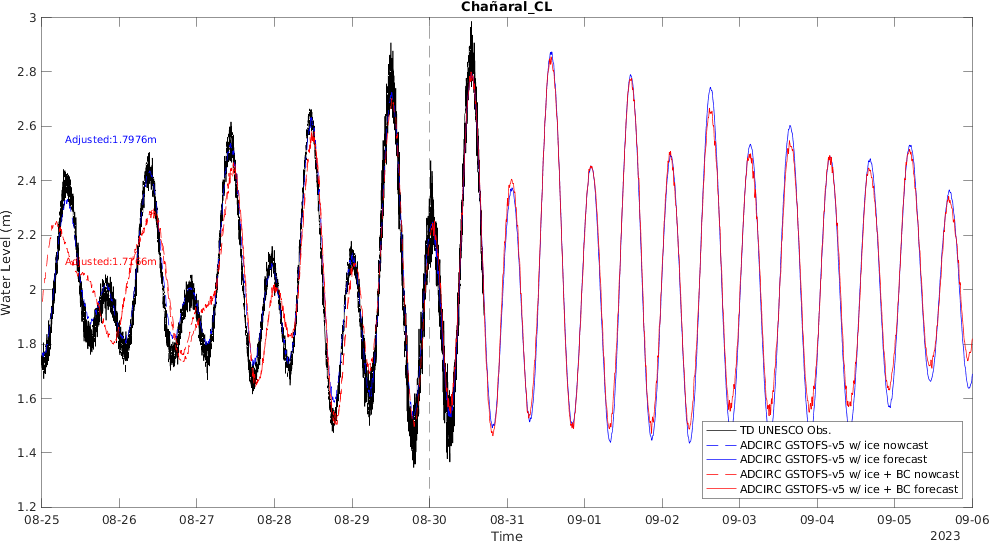 Chañaral_CL
3
2.8
2.6
2.4
2.2
2
1.8
1.6
1.4
1.2
Water Level (m)
Adjusted:1.7976m
Adjusted:1.7166m
TD UNESCO Obs.
ADCIRC GSTOFS-v5 w/ ice nowcast
ADCIRC GSTOFS-v5 w/ ice forecast
ADCIRC GSTOFS-v5 w/ ice + BC nowcast
ADCIRC GSTOFS-v5 w/ ice + BC forecast
08-25 08-26 08-27 08-28 08-29 08-30 08-31 09-01 09-02 09-03 09-04 09-05 09-06
Time
2023